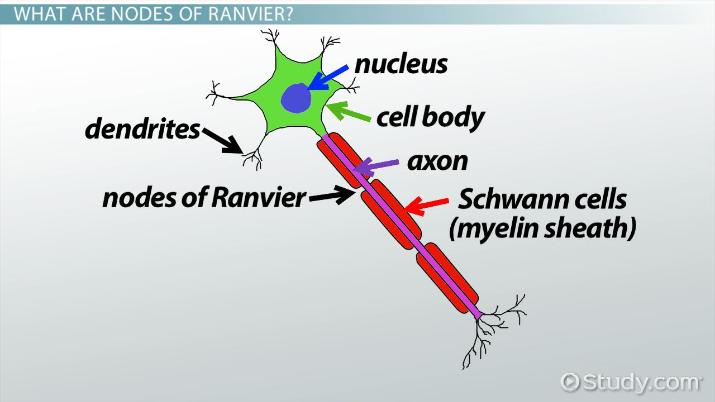 WHAT ARE NODES OF RANVIER?
nucleus
cell body
dendrites
axon
nodes of Ranvier
Schwann cells
(myelin sheath)
Study.com